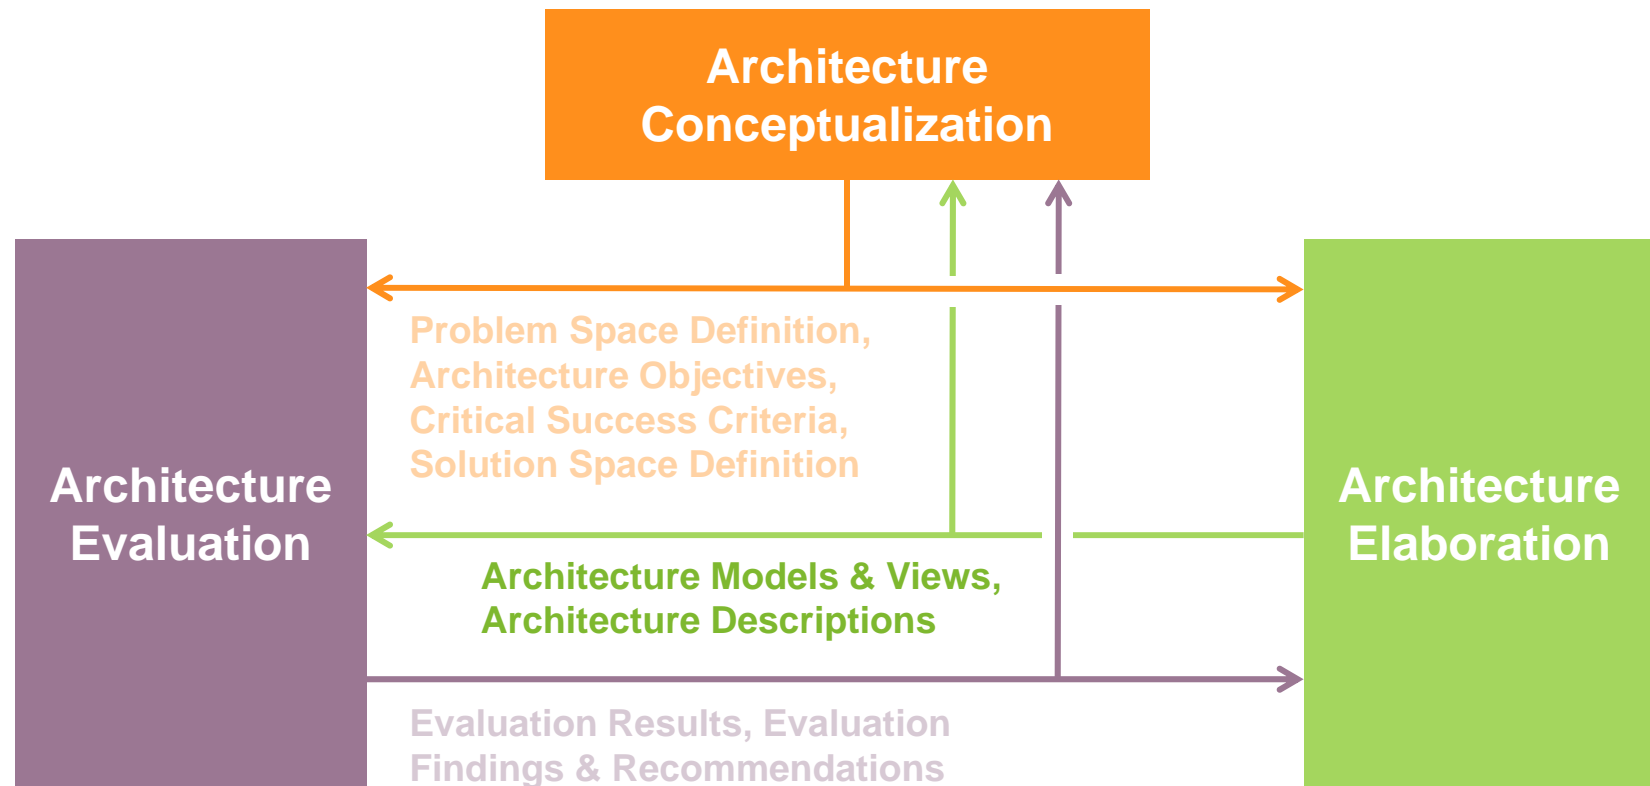 Architecture
Conceptualization
Problem Space Definition,
Architecture Objectives,
Critical Success Criteria,
Solution Space Definition
Architecture
Evaluation
Architecture
Elaboration
Architecture Models & Views,
Architecture Descriptions
Evaluation Results, Evaluation
Findings & Recommendations